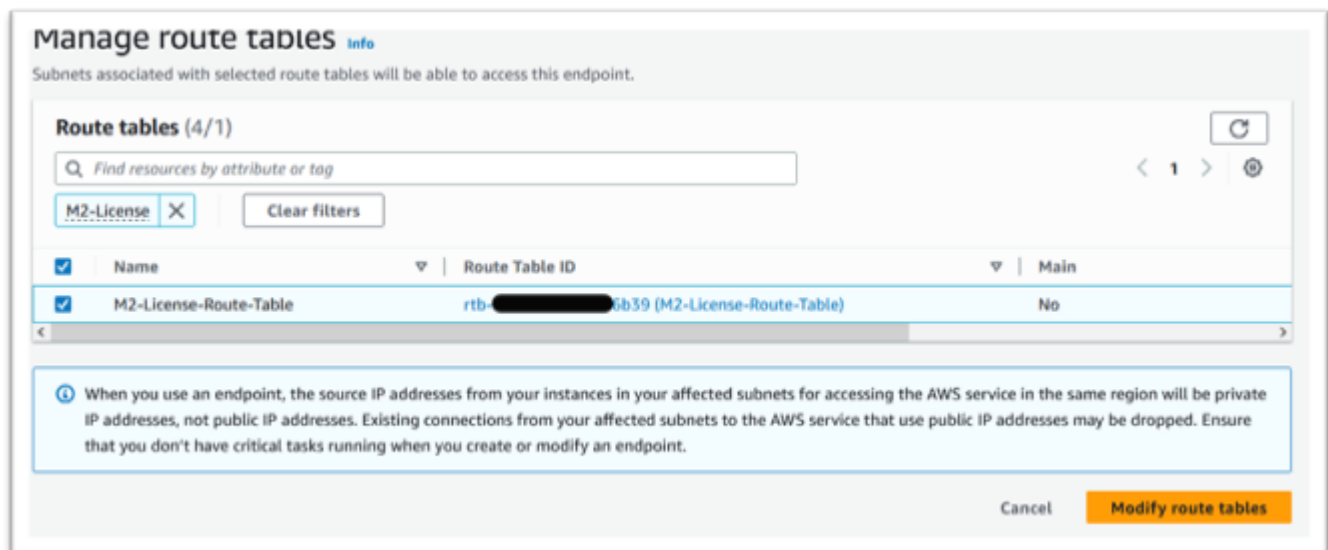 Manage route tables Info
Subnets associated with selected route tables will be able to access this endpoint.
Route tables (4/1)
Find resources by attribute or tag
1
M2-License
Clear filters
Name Route Table ID Main
M2-License-Route-Table rtb- 6b39 (M2-License-Route-Table) No
When you use an endpoint, the source IP addresses from your instances in your affected subnets for accessing the AWS service in the same region will be private
IP addresses, not public IP addresses. Existing connections from your affected subnets to the AWS service that use public IP addresses may be dropped. Ensure
that you don't have critical tasks running when you create or modify an endpoint.
Cancel Modify route tables